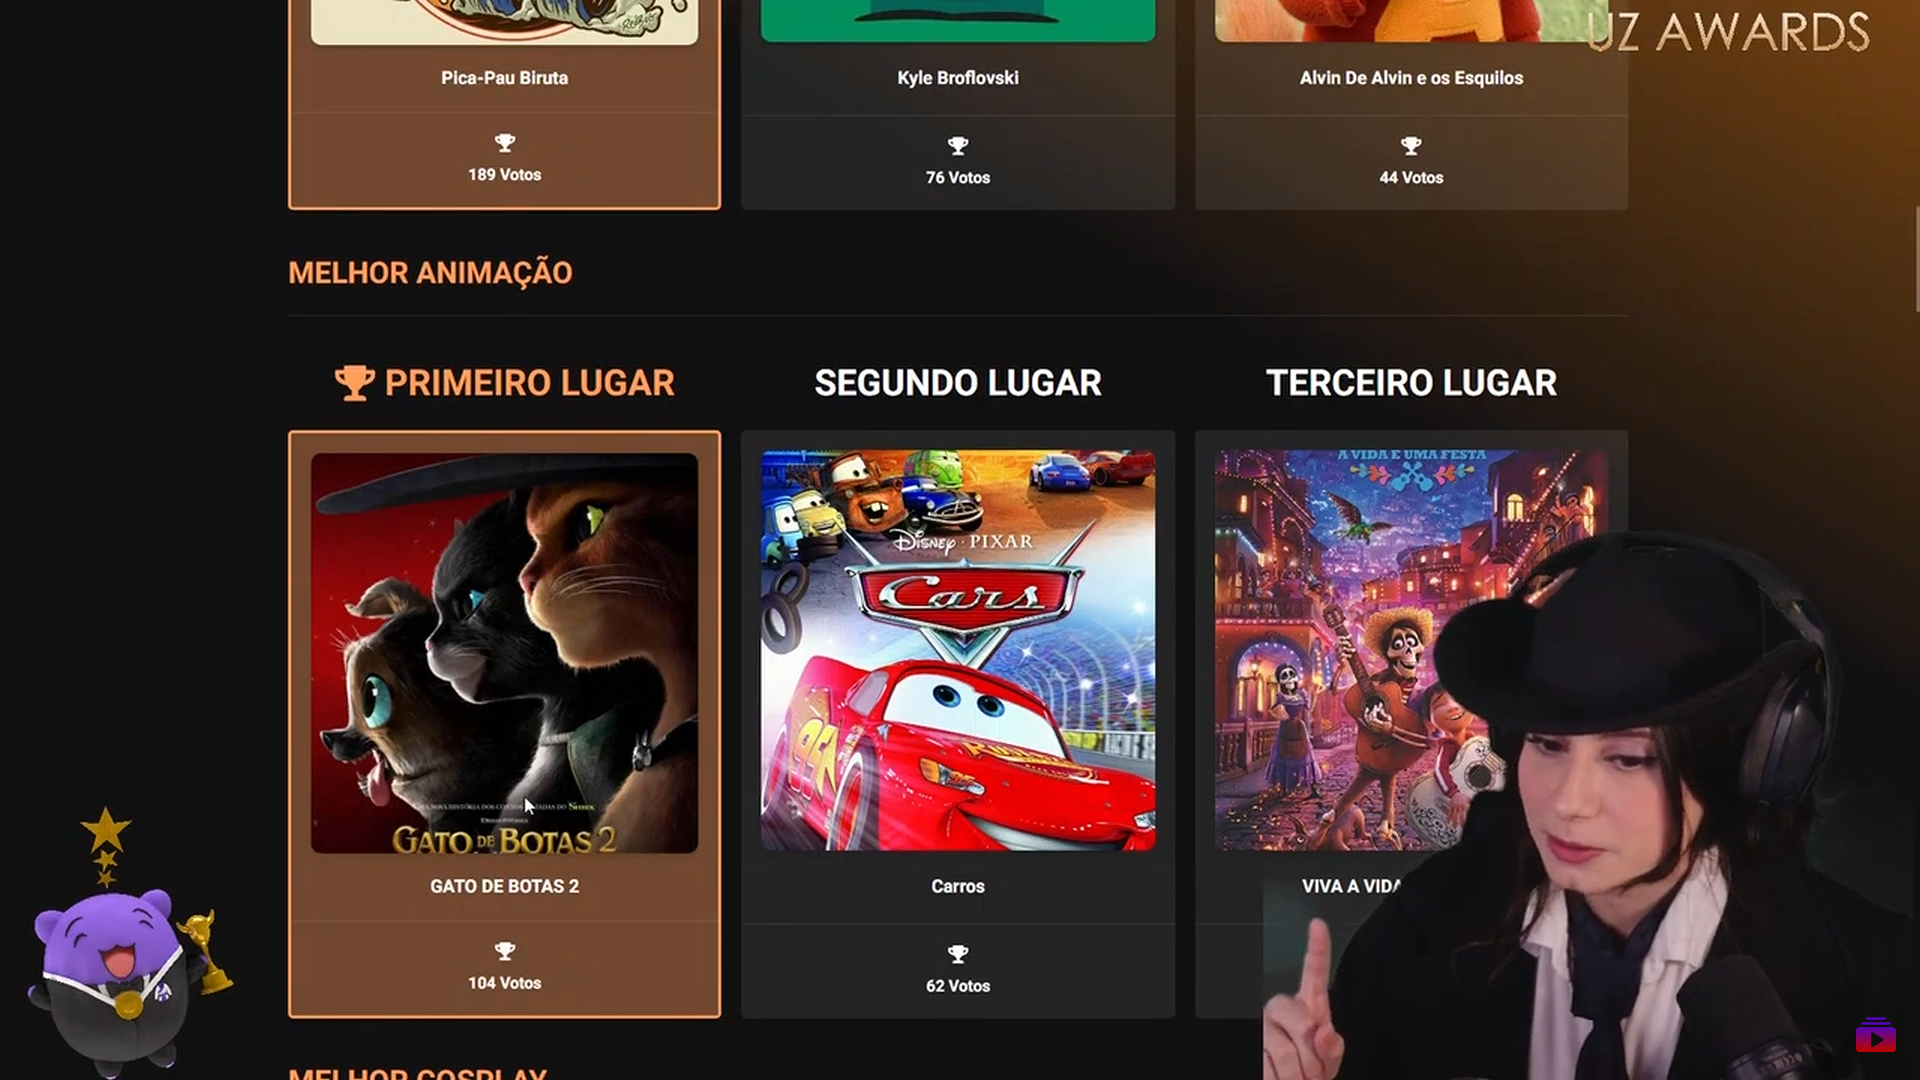 UZ AWARDS
Pica-Pau Biruta
Kyle Broflovski
Alvin De Alvin e os Esquilos
189 Votos
76 Votos
44 Votos
MELHOR ANIMAÇÃO
PRIMEIRO LUGAR
SEGUNDO LUGAR
TERCEIRO LUGAR
A VIDA É UMA FESTA
DISNEY · PIXAR
Cars
95
GATO DE BOTAS 2
GATO DE BOTAS 2
Carros
VIVA A VIDA
104 Votos
62 Votos
MELHOR COSPLAY